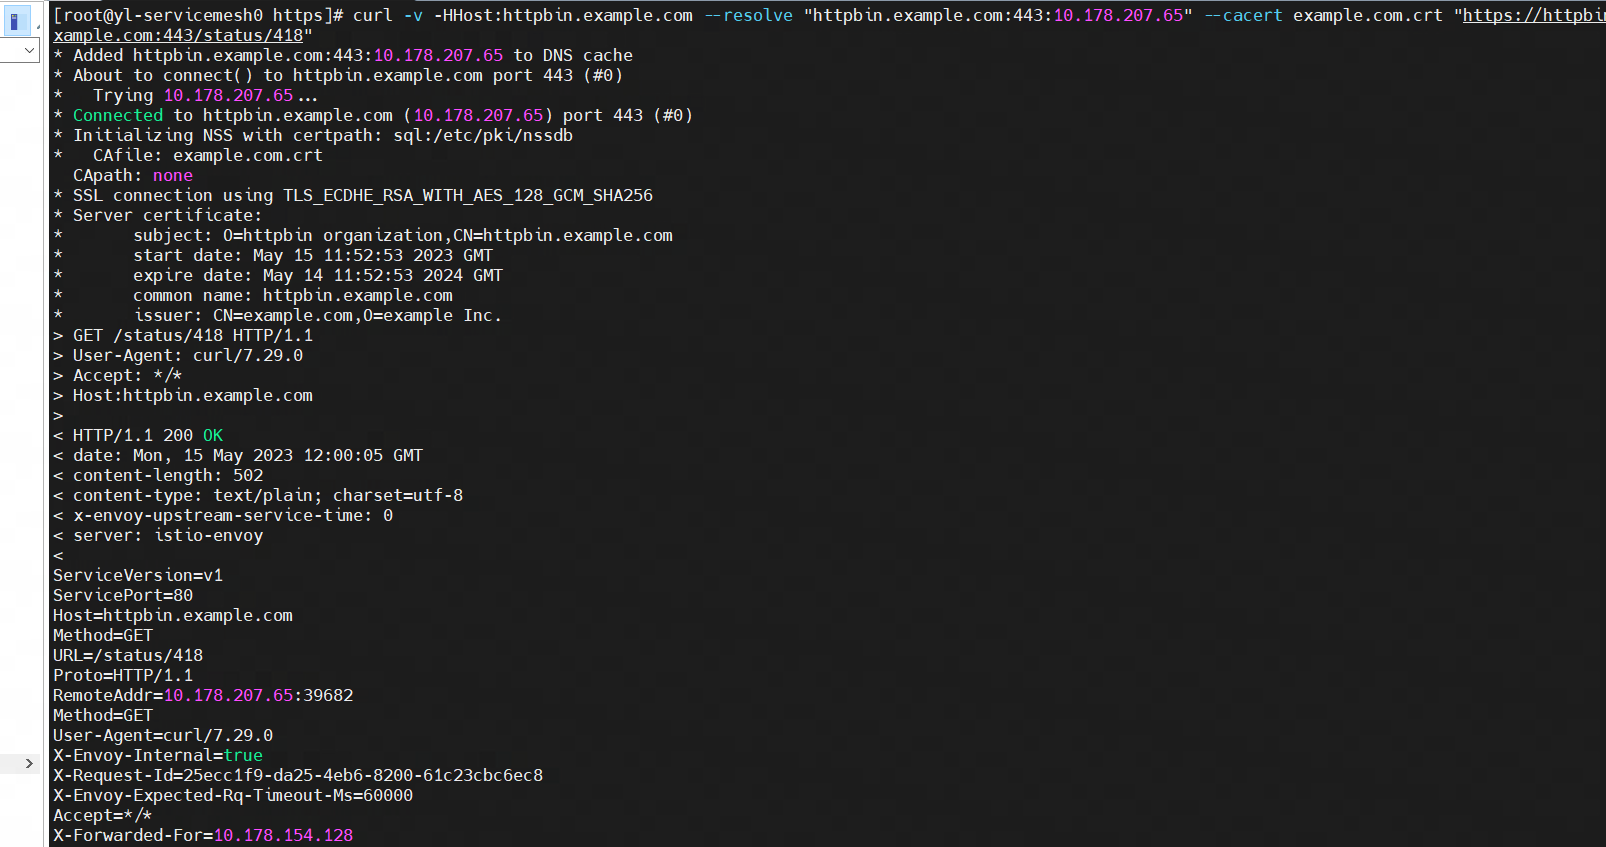 [root@yl-servicemesh0 https]# curl -v -HHost:httpbin.example.com --resolve "httpbin.example.com:443:10.178.207.65" --cacert example.com.crt "https://httpbin
xample.com:443/status/418"
* Added httpbin.example.com:443:10.178.207.65 to DNS cache
* About to connect() to httpbin.example.com port 443 (#0)
*   Trying 10.178.207.65...
* Connected to httpbin.example.com (10.178.207.65) port 443 (#0)
* Initializing NSS with certpath: sql:/etc/pki/nssdb
*   CAfile: example.com.crt
  CApath: none
* SSL connection using TLS_ECDHE_RSA_WITH_AES_128_GCM_SHA256
* Server certificate:
*       subject: O=httpbin organization,CN=httpbin.example.com
*       start date: May 15 11:52:53 2023 GMT
*       expire date: May 14 11:52:53 2024 GMT
*       common name: httpbin.example.com
*       issuer: CN=example.com,O=example Inc.
> GET /status/418 HTTP/1.1
> User-Agent: curl/7.29.0
> Accept: */*
> Host:httpbin.example.com
>
< HTTP/1.1 200 OK
< date: Mon, 15 May 2023 12:00:05 GMT
< content-length: 502
< content-type: text/plain; charset=utf-8
< x-envoy-upstream-service-time: 0
< server: istio-envoy
<
ServiceVersion=v1
ServicePort=80
Host=httpbin.example.com
Method=GET
URL=/status/418
Proto=HTTP/1.1
RemoteAddr=10.178.207.65:39682
Method=GET
User-Agent=curl/7.29.0
X-Envoy-Internal=true
X-Request-Id=25ecc1f9-da25-4eb6-8200-61c23cbc6ec8
X-Envoy-Expected-Rq-Timeout-Ms=60000
Accept=*/*
X-Forwarded-For=10.178.154.128